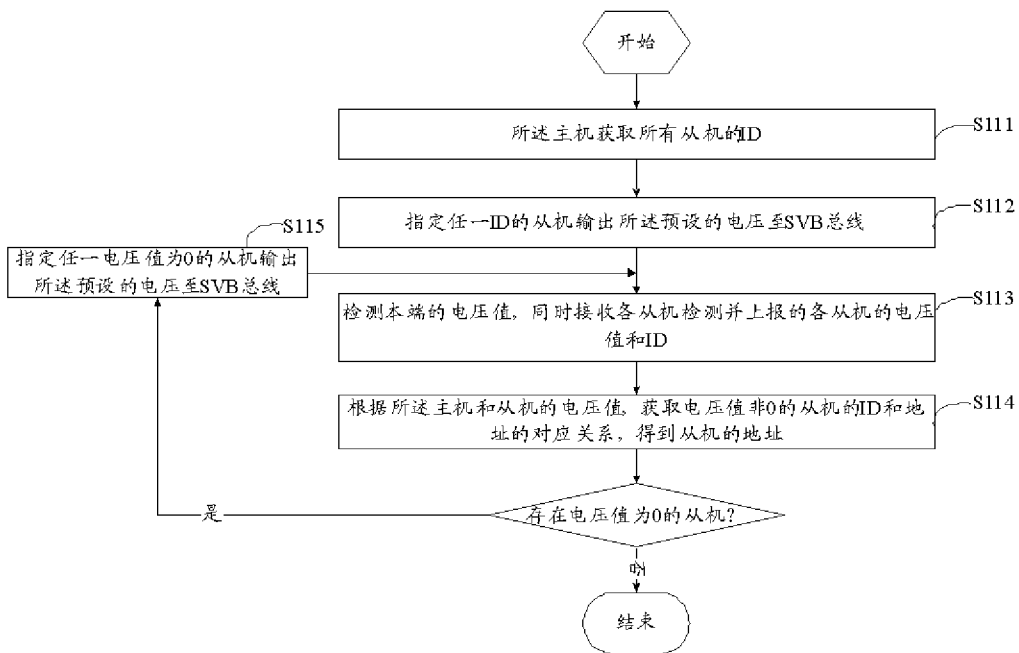 开始
所述主机获取所有从机的ID
S111
指定任一ID的从机输出所述预设的电压至SVB总线
S112
S115
指定任一电压值为0的从机输出
所述预设的电压至SVB总线
检测本端的电压值，同时接收各从机检测并上报的各从机的电压
值和ID
S113
根据所述主机和从机的电压值，获取电压值非0的从机的ID和地
址的对应关系，得到从机的地址
S114
存在电压值为0的从机？
是
否
结束